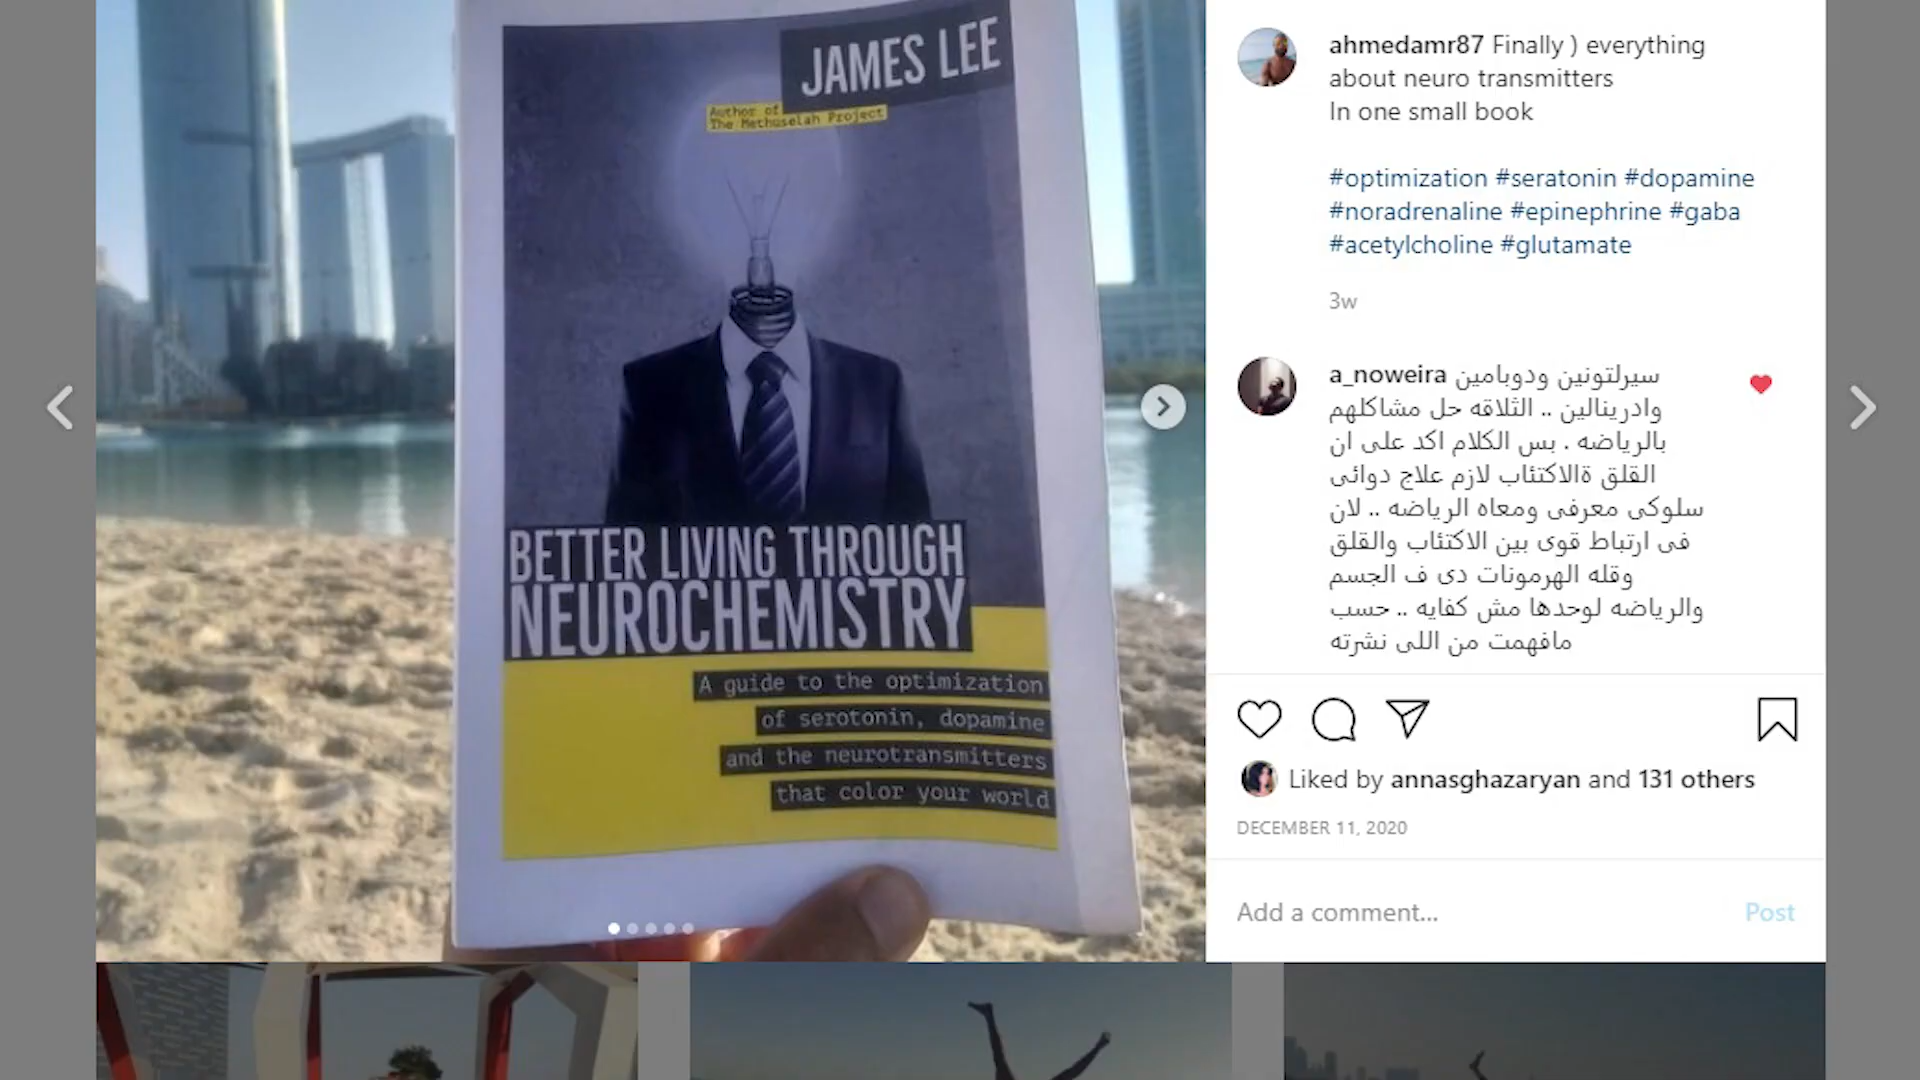 JAMES LEE
Author of
The Methuselah Project
BETTER LIVING THROUGH
NEUROCHEMISTRY
A guide to the optimization
of serotonin, dopamine
and the neurotransmitters
that color your world
ahmedamr87 Finally ) everything
about neuro transmitters
In one small book
#optimization #seratonin #dopamine
#noradrenaline #epinephrine #gaba
#acetylcholine #glutamate
3w
a_noweira سيرلتونين ودوبامين
وادرينالين .. الثلاقه حل مشاكلهم
بالرياضه . بس الكلام اكد على ان
القلق ةالاكتئاب لازم علاج دوائى
سلوكى معرفى ومعاه الرياضه .. لان
فى ارتباط قوى بين الاكتئاب والقلق
وقله الهرمونات دى ف الجسم
والرياضه لوحدها مش كفايه .. حسب
مافهمت من اللى نشرته
Liked by annasghazaryan and 131 others
DECEMBER 11, 2020
Add a comment... Post